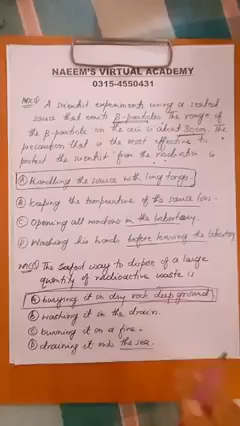 NAEEM'S VIRTUAL ACADEMY
0315-4550431
MCQ A scientist experiments using a sealed
source that emits β-particles the range of
the β-particle in the air is about 30cm. The
precaution that is the most effective to
protect the scientist from the radiation is
A Handling the source with long tongs.
B keeping the temperature of the source low.
C Opening all windows in the labortary.
D Washing his hands before leaving the labortary
MCQ The safest way to dispose of a large
quantity of radioactive waste is
A burying it in dry rock deep ground
B washing it in the drain.
C burning it on a fire.
D draining it into the sea.